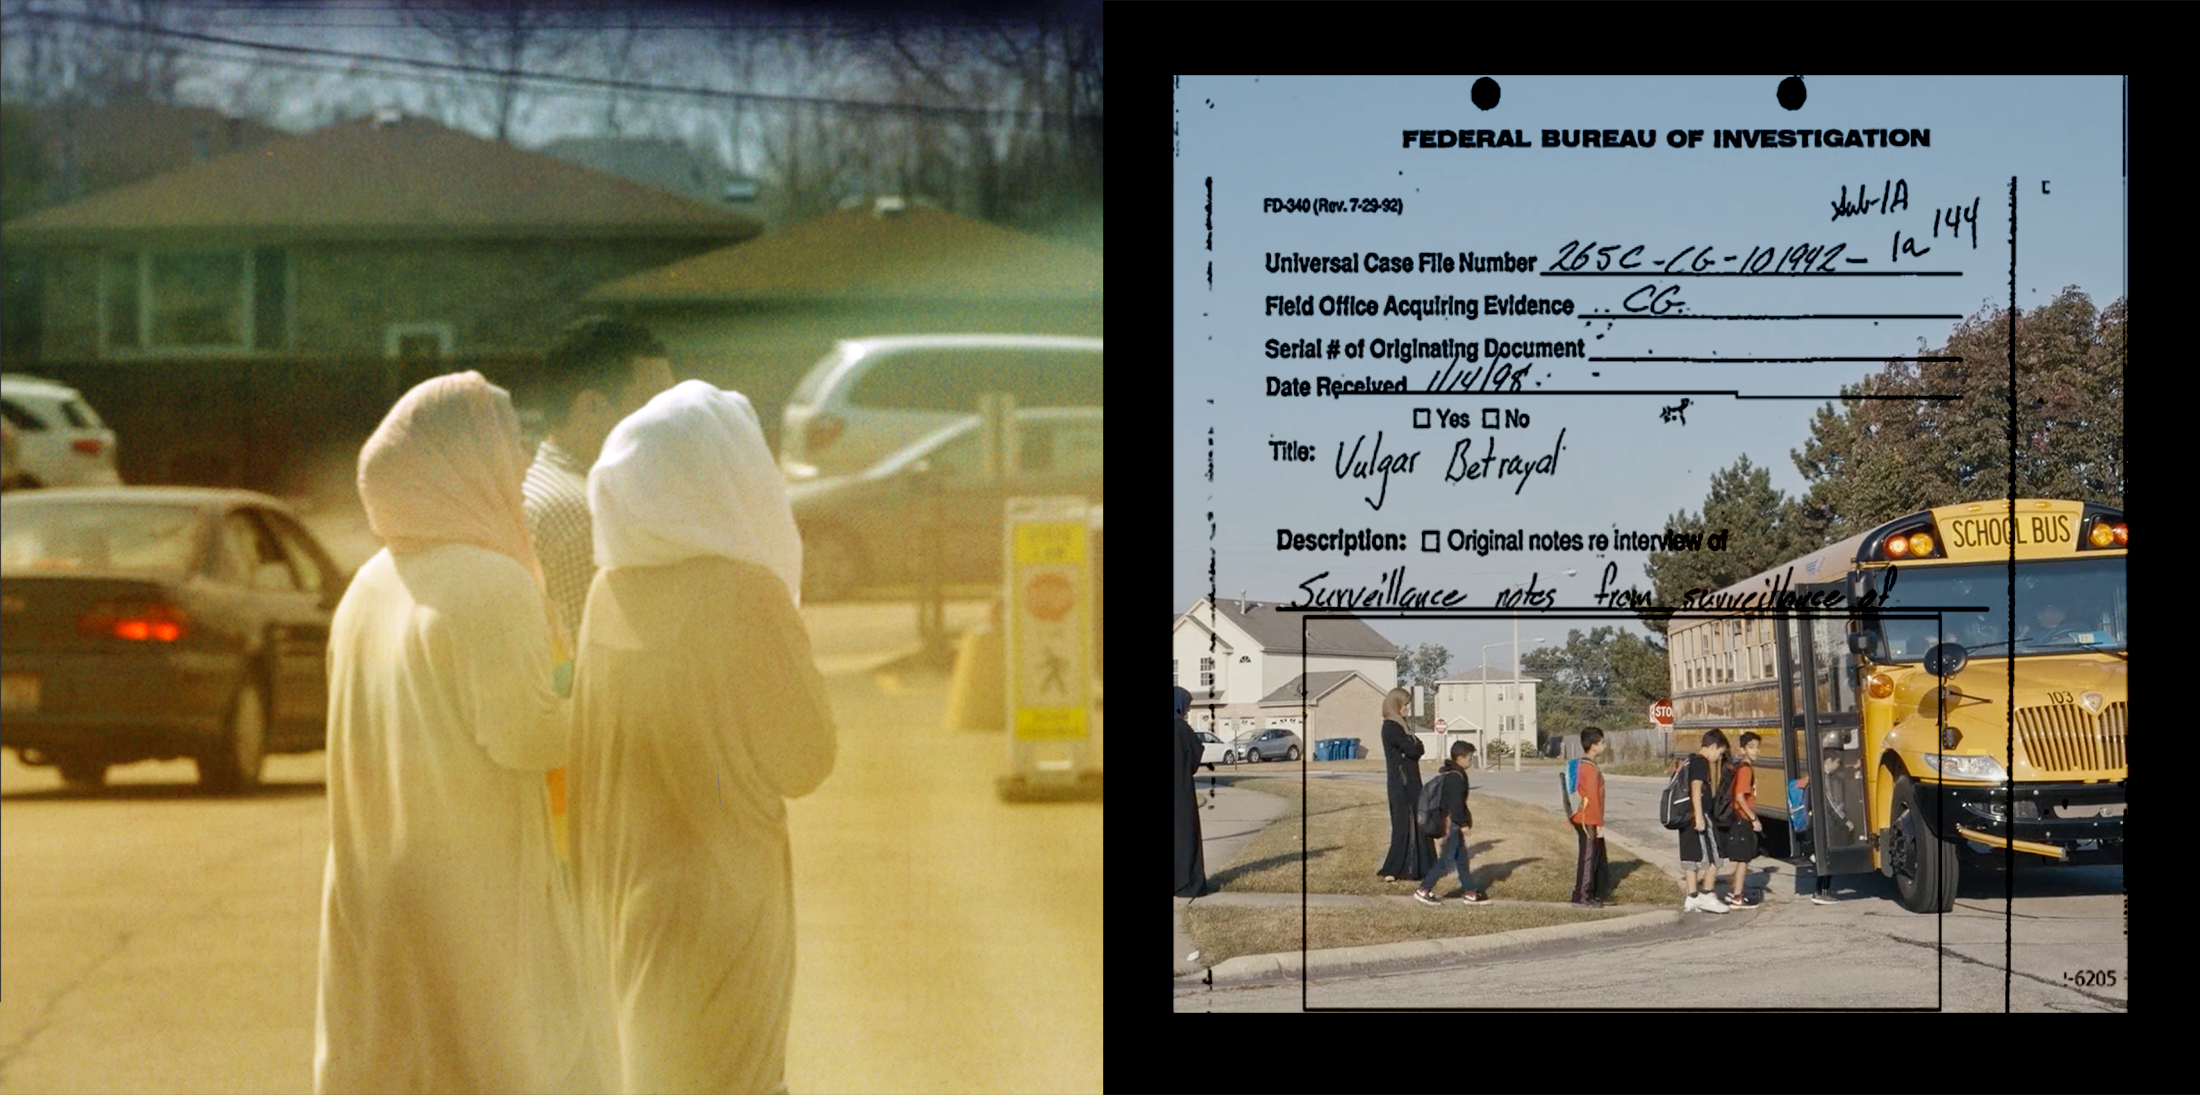 FEDERAL BUREAU OF INVESTIGATION
FD-340 (Rev. 7-29-92)
Sub-1A
144
Universal Case File Number 265C-CG-101942- 1a
Field Office Acquiring Evidence CG.
Serial # of Originating Document
Date Received 1/14/98
Yes No
Title: Vulgar Betrayal
Description: Original notes re interview of
Surveillance notes from surveillance of
SCHOOL BUS
STOP
103
-6205